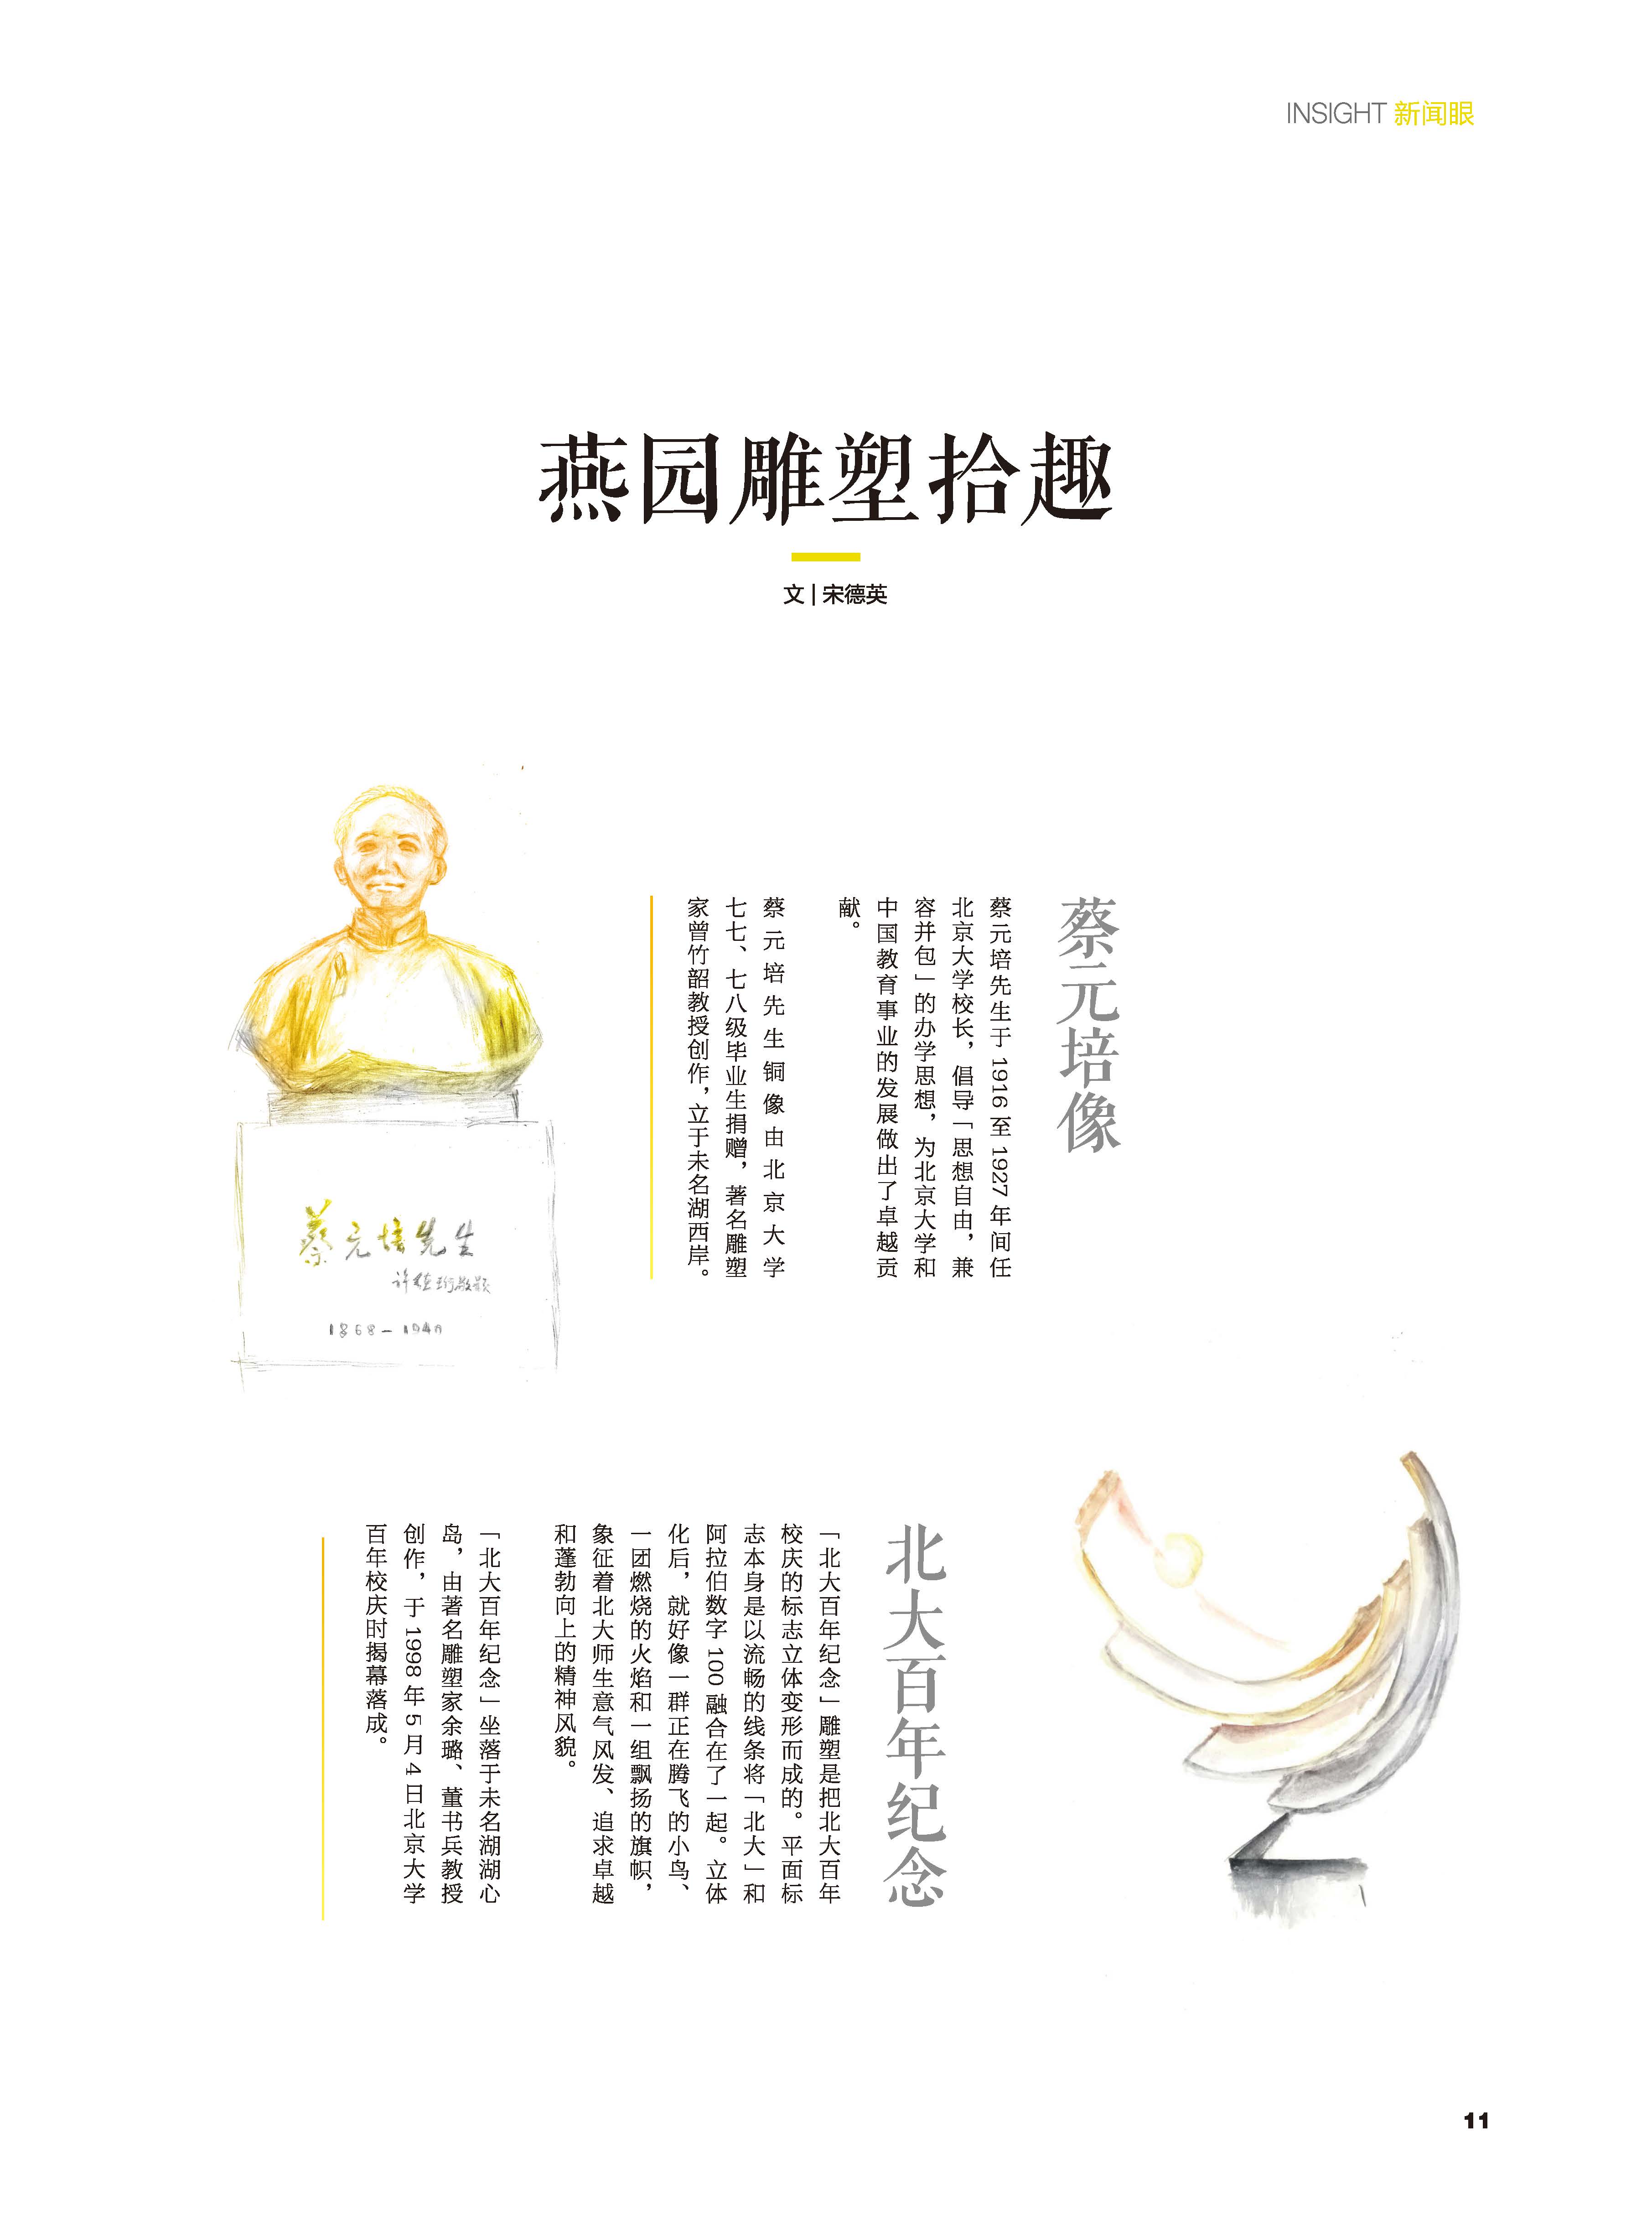 INSIGHT 新闻眼
燕园雕塑拾趣
文 | 宋德英
蔡元培像
蔡元培先生于 1916 至 1927 年间任
北京大学校长，倡导「思想自由，兼
容并包」的办学思想，为北京大学和
中国教育事业的发展做出了卓越贡
献。
蔡元培先生铜像由北京大学
七七、七八级毕业生捐赠，著名雕塑
家曾竹韶教授创作，立于未名湖西岸。
蔡元培先生
许德珩敬题
1868-1940
北大百年纪念
「北大百年纪念」雕塑是把北大百年
校庆的标志立体变形而成的。平面标
志本身是以流畅的线条将「北大」和
阿拉伯数字 100 融合在了一起。立体
化后，就好像一群正在腾飞的小鸟、
一团燃烧的火焰和一组飘扬的旗帜，
象征着北大师生意气风发、追求卓越
和蓬勃向上的精神风貌。
「北大百年纪念」坐落于未名湖湖心
岛，由著名雕塑家余璐、董书兵教授
创作，于 1998 年 5 月 4 日北京大学
百年校庆时揭幕落成。
11